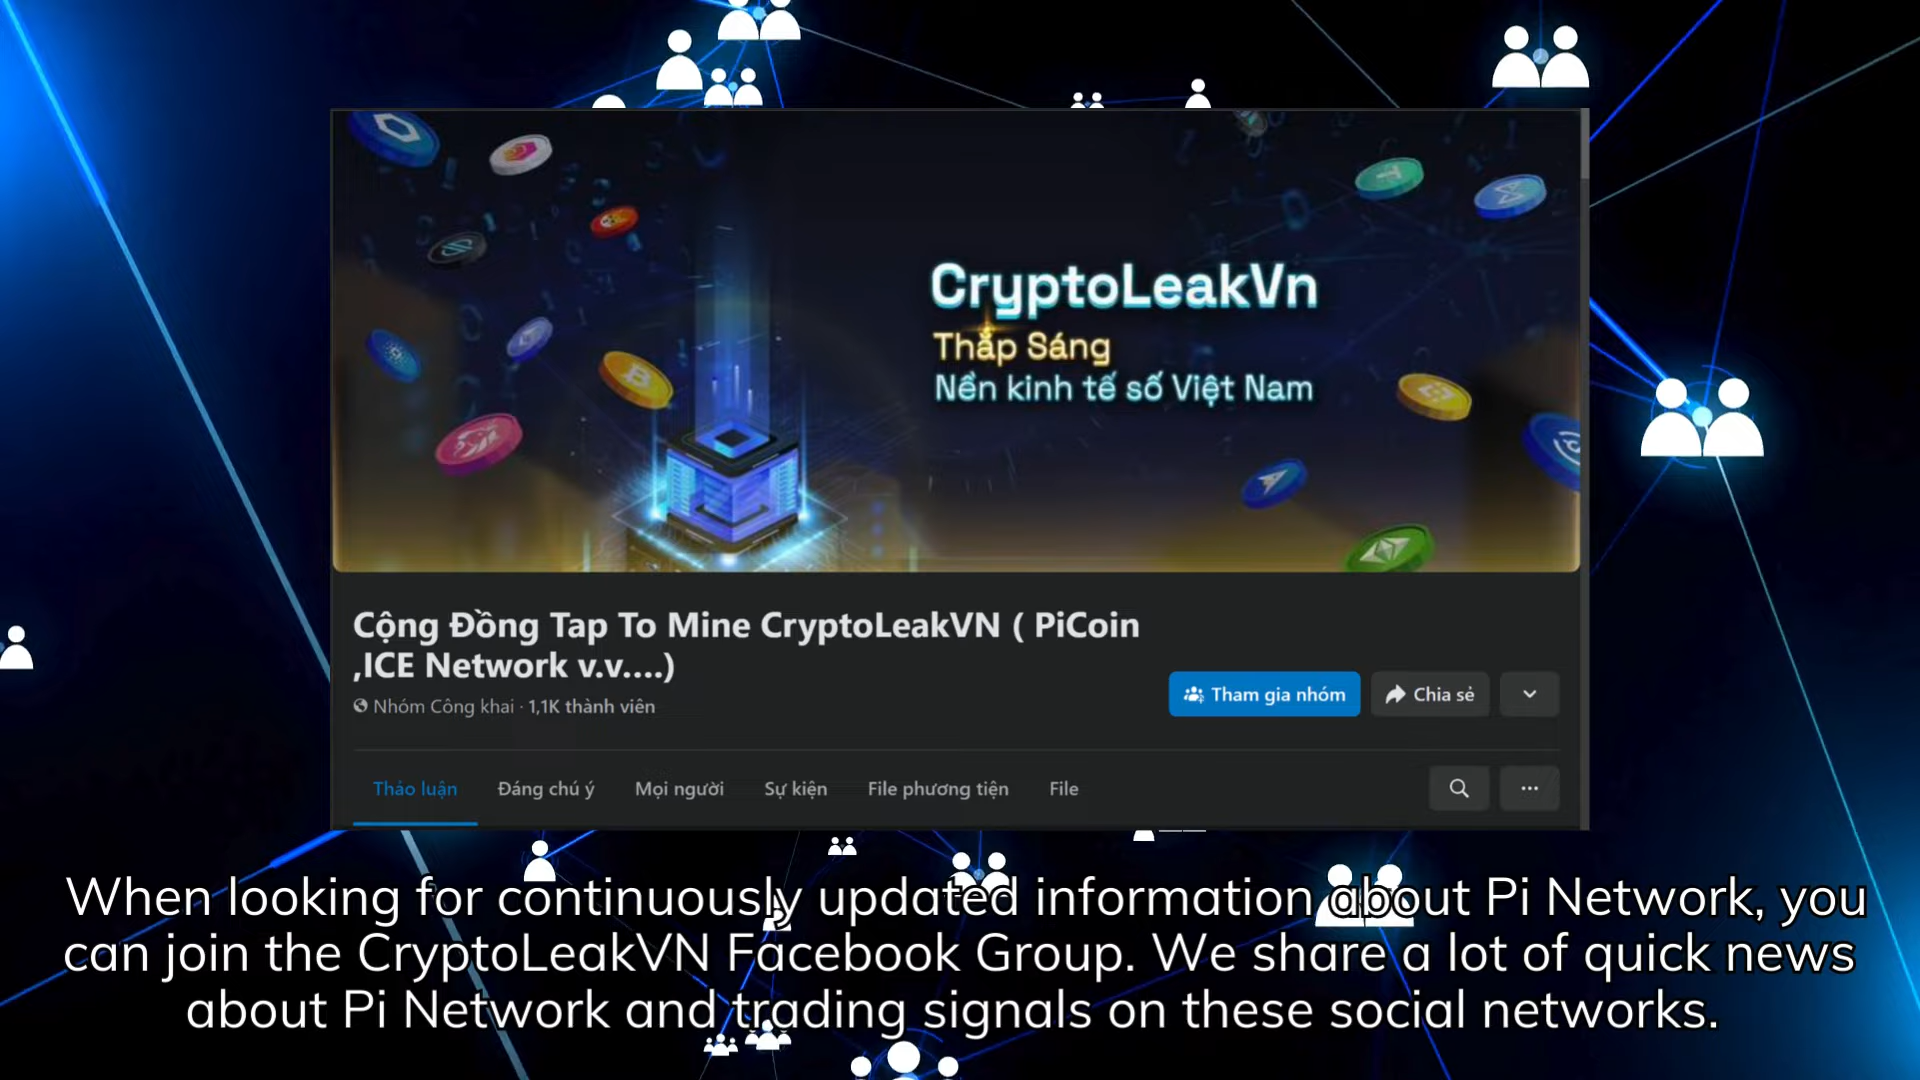 CryptoLeakVn
Thắp Sáng
Nền kinh tế số Việt Nam
Cộng Đồng Tap To Mine CryptoLeakVN ( PiCoin
,ICE Network v.v....)
Nhóm Công khai · 1,1K thành viên
Tham gia nhóm
Chia sẻ
Thảo luận
Đáng chú ý
Mọi người
Sự kiện
File phương tiện
File
When looking for continuously updated information about Pi Network, you
can join the CryptoLeakVN Facebook Group. We share a lot of quick news
about Pi Network and trading signals on these social networks.